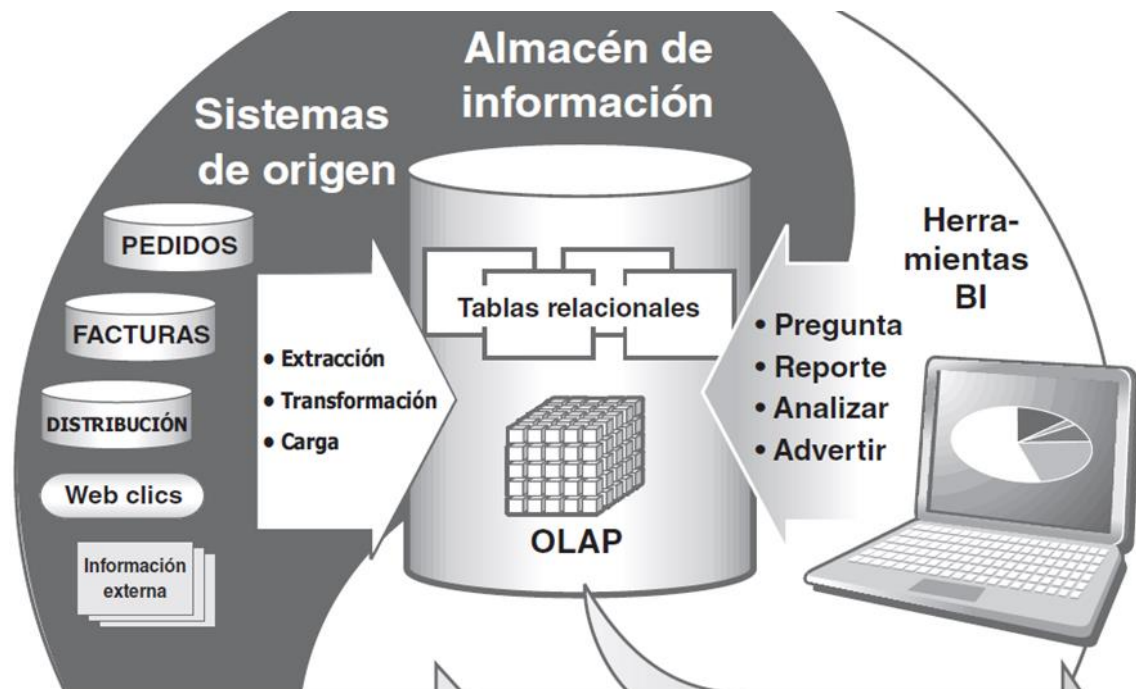 Almacén de
información
Sistemas
de origen
PEDIDOS
FACTURAS
DISTRIBUCIÓN
Web clics
Información
externa
• Extracción
• Transformación
• Carga
Tablas relacionales
OLAP
Herra-
mientas
BI
• Pregunta
• Reporte
• Analizar
• Advertir